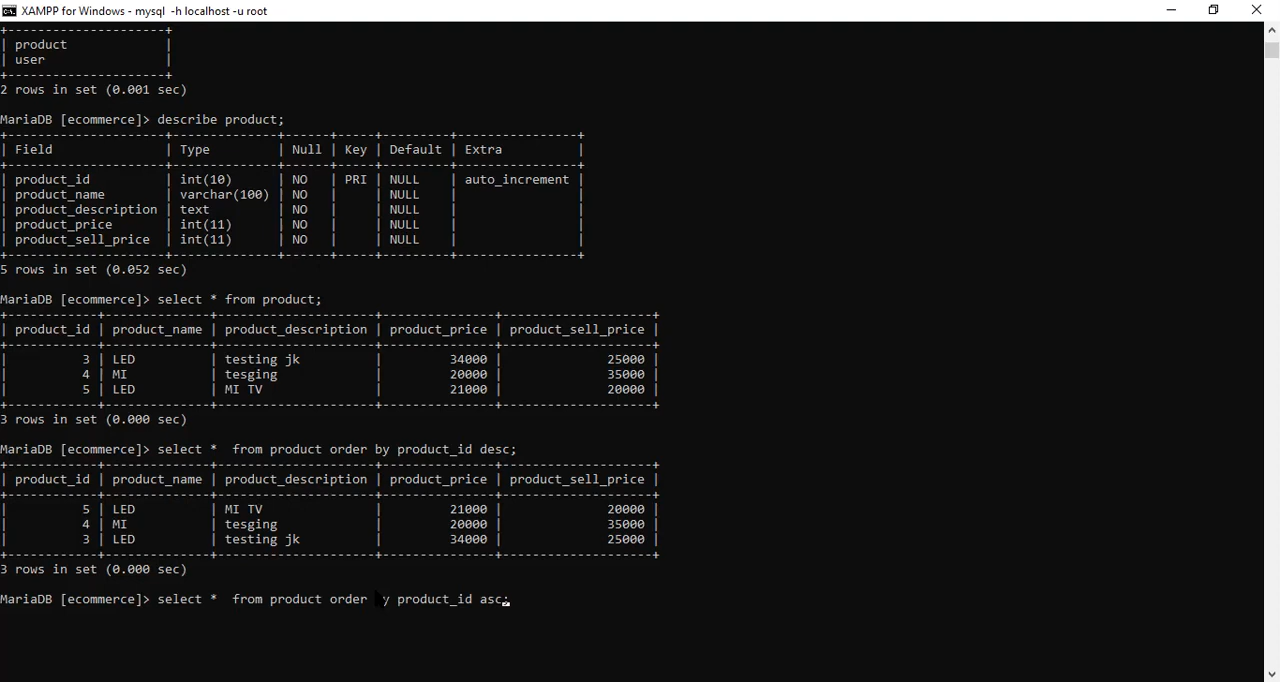 XAMPP for Windows - mysql -h localhost -u root
+---------------------+
| product             |
| user                |
+---------------------+
2 rows in set (0.001 sec)
MariaDB [ecommerce]> describe product;
+---------------------+--------------+------+-----+---------+----------------+
| Field               | Type         | Null | Key | Default | Extra          |
+---------------------+--------------+------+-----+---------+----------------+
| product_id          | int(10)      | NO   | PRI | NULL    | auto_increment |
| product_name        | varchar(100) | NO   |     | NULL    |                |
| product_description | text         | NO   |     | NULL    |                |
| product_price       | int(11)      | NO   |     | NULL    |                |
| product_sell_price  | int(11)      | NO   |     | NULL    |                |
+---------------------+--------------+------+-----+---------+----------------+
5 rows in set (0.052 sec)
MariaDB [ecommerce]> select * from product;
+------------+--------------+---------------------+---------------+--------------------+
| product_id | product_name | product_description | product_price | product_sell_price |
+------------+--------------+---------------------+---------------+--------------------+
|          3 | LED          | testing jk          |         34000 |              25000 |
|          4 | MI           | tesging             |         20000 |              35000 |
|          5 | LED          | MI TV               |         21000 |              20000 |
+------------+--------------+---------------------+---------------+--------------------+
3 rows in set (0.000 sec)
MariaDB [ecommerce]> select *  from product order by product_id desc;
+------------+--------------+---------------------+---------------+--------------------+
| product_id | product_name | product_description | product_price | product_sell_price |
+------------+--------------+---------------------+---------------+--------------------+
|          5 | LED          | MI TV               |         21000 |              20000 |
|          4 | MI           | tesging             |         20000 |              35000 |
|          3 | LED          | testing jk          |         34000 |              25000 |
+------------+--------------+---------------------+---------------+--------------------+
3 rows in set (0.000 sec)
MariaDB [ecommerce]> select *  from product order by product_id asc;